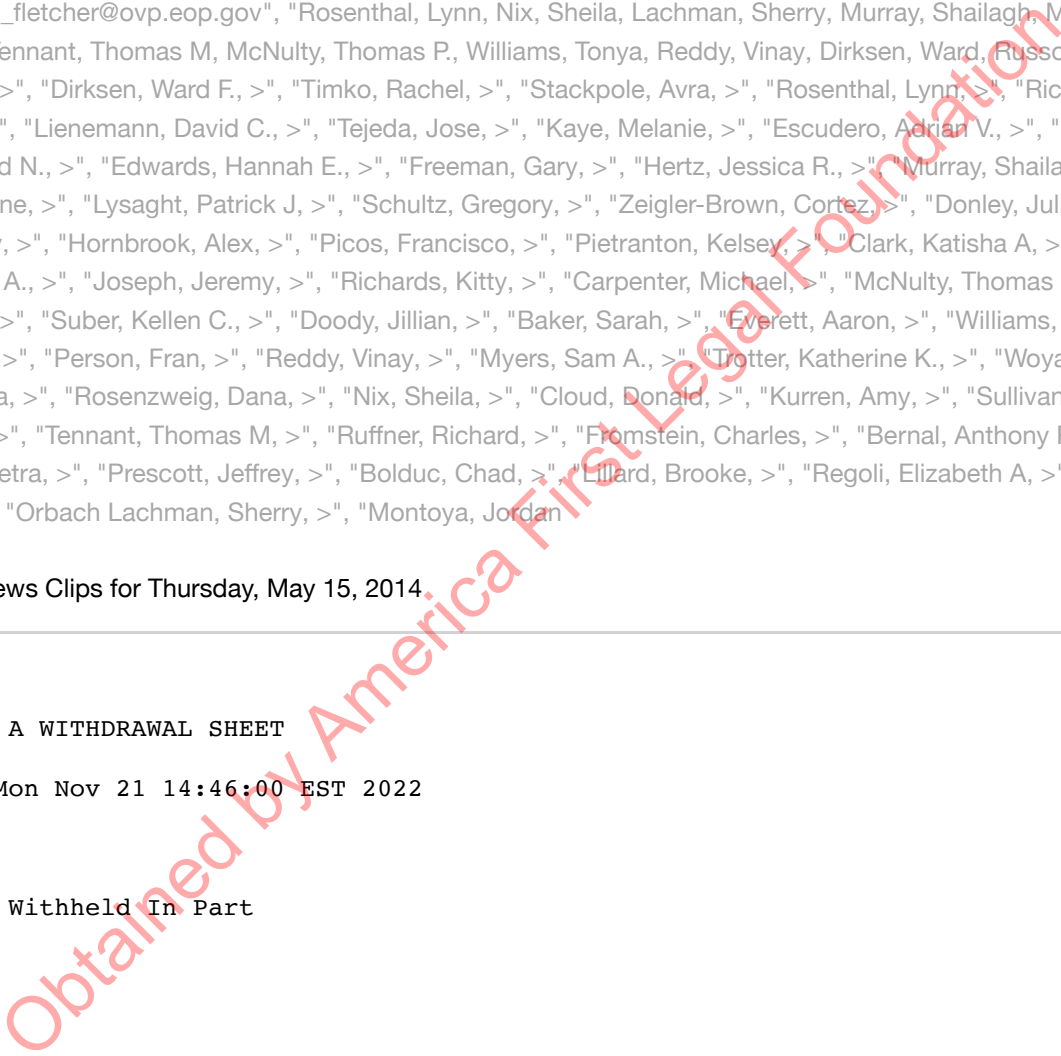 _fletcher@ovp.eop.gov", "Rosenthal, Lynn, Nix, Sheila, Lachman, Sherry, Murray, Shailagh, M
ennant, Thomas M, McNulty, Thomas P., Williams, Tonya, Reddy, Vinay, Dirksen, Ward, Russo
>", "Dirksen, Ward F., >", "Timko, Rachel, >", "Stackpole, Avra, >", "Rosenthal, Lynn, >", "Ric
", "Lienemann, David C., >", "Tejeda, Jose, >", "Kaye, Melanie, >", "Escudero, Adrian V., >", "
d N., >", "Edwards, Hannah E., >", "Freeman, Gary, >", "Hertz, Jessica R., >", "Murray, Shaila
ne, >", "Lysaght, Patrick J, >", "Schultz, Gregory, >", "Zeigler-Brown, Cortez, >", "Donley, Juli
, >", "Hornbrook, Alex, >", "Picos, Francisco, >", "Pietranton, Kelsey, >", "Clark, Katisha A, >
A., >", "Joseph, Jeremy, >", "Richards, Kitty, >", "Carpenter, Michael, >", "McNulty, Thomas
>", "Suber, Kellen C., >", "Doody, Jillian, >", "Baker, Sarah, >", "Everett, Aaron, >", "Williams,
>", "Person, Fran, >", "Reddy, Vinay, >", "Myers, Sam A., >", "Trotter, Katherine K., >", "Woya
a, >", "Rosenzweig, Dana, >", "Nix, Sheila, >", "Cloud, Donald, >", "Kurren, Amy, >", "Sullivan
>", "Tennant, Thomas M, >", "Ruffner, Richard, >", "Fromstein, Charles, >", "Bernal, Anthony
etra, >", "Prescott, Jeffrey, >", "Bolduc, Chad, >", "Lillard, Brooke, >", "Regoli, Elizabeth A, >"
"Orbach Lachman, Sherry, >", "Montoya, Jordan
ews Clips for Thursday, May 15, 2014
A WITHDRAWAL SHEET
Mon Nov 21 14:46:00 EST 2022
Withheld In Part
Obtained by America First Legal Foundation